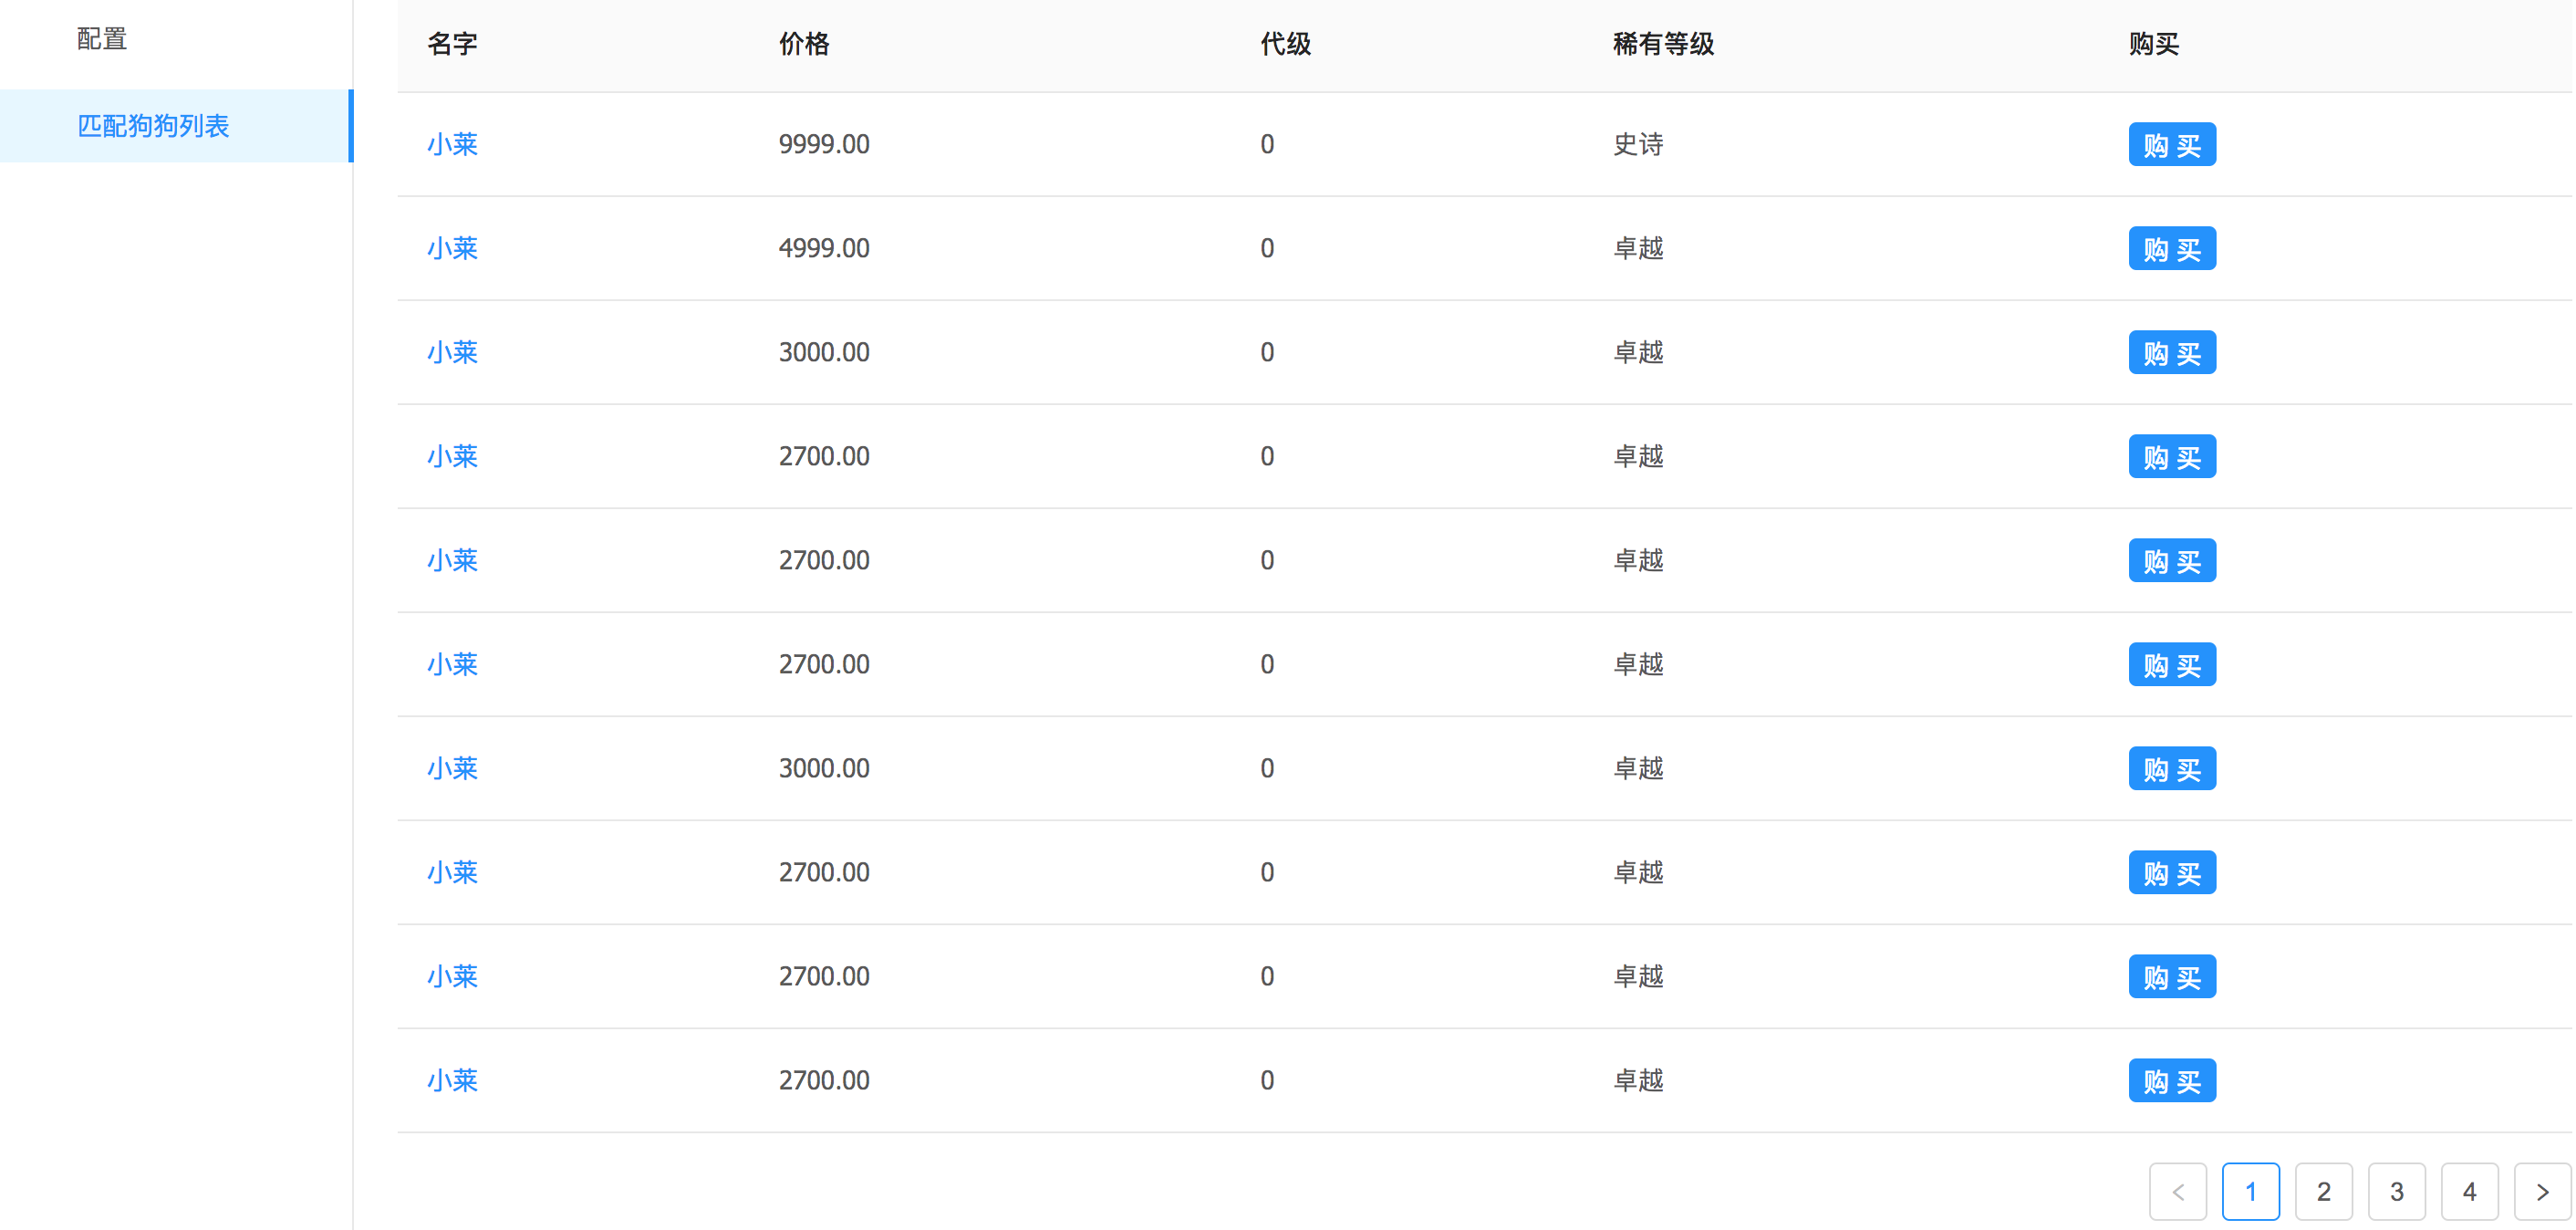 配置
匹配狗狗列表
名字 价格 代级 稀有等级 购买
小莱 9999.00 0 史诗 购 买
小莱 4999.00 0 卓越 购 买
小莱 3000.00 0 卓越 购 买
小莱 2700.00 0 卓越 购 买
小莱 2700.00 0 卓越 购 买
小莱 2700.00 0 卓越 购 买
小莱 3000.00 0 卓越 购 买
小莱 2700.00 0 卓越 购 买
小莱 2700.00 0 卓越 购 买
小莱 2700.00 0 卓越 购 买
< 1 2 3 4 >